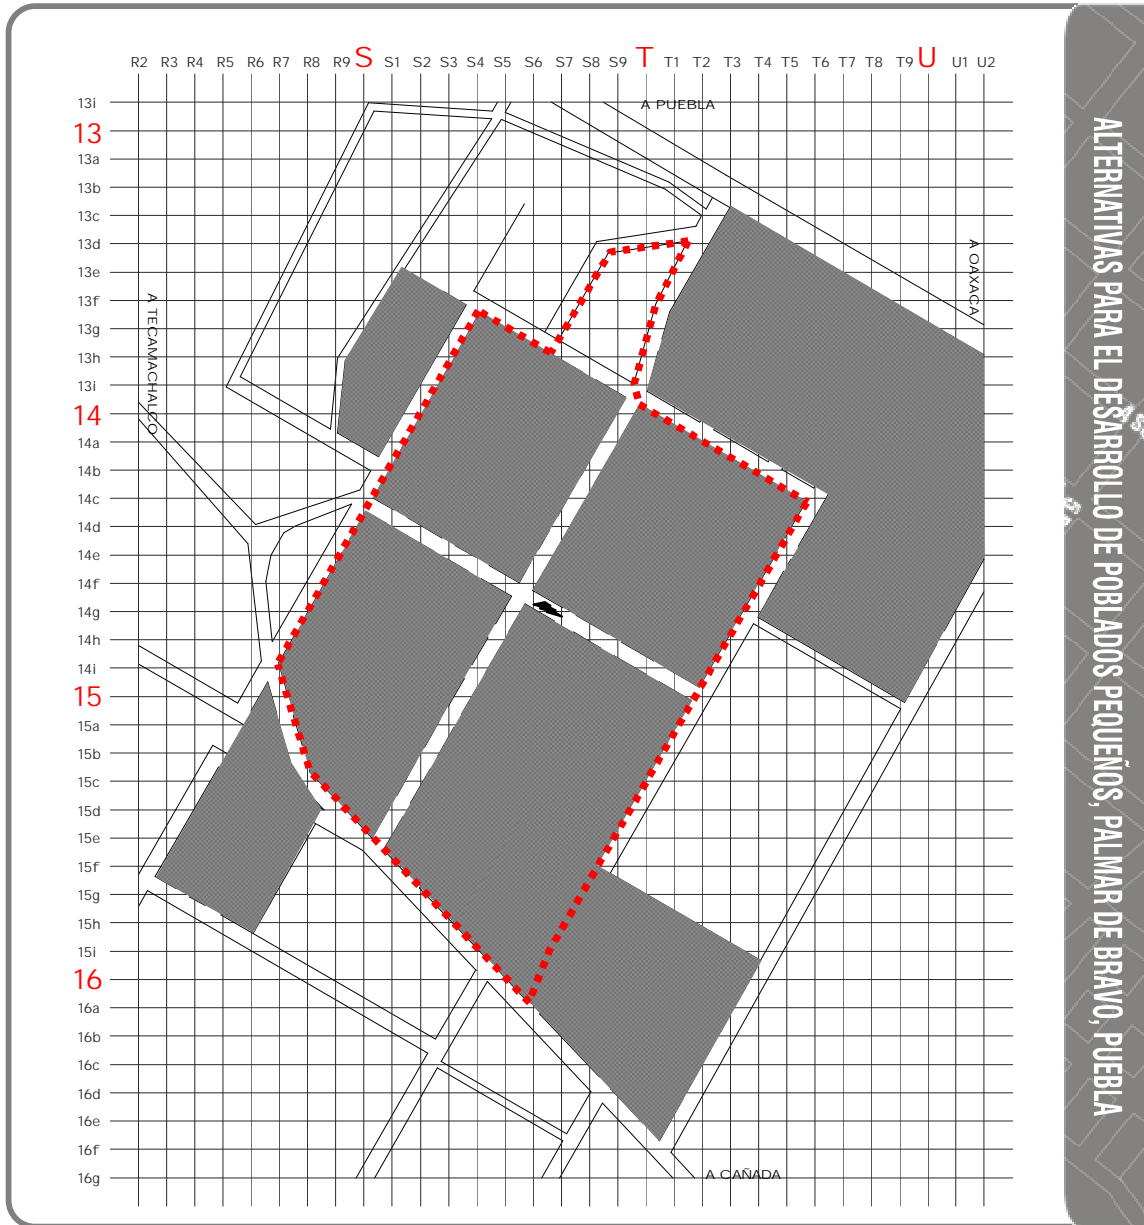 S T U
R2 R3 R4 R5 R6 R7 R8 R9 S1 S2 S3 S4 S5 S6 S7 S8 S9 T1 T2 T3 T4 T5 T6 T7 T8 T9 U1 U2
13i
13
13a
13b
13c
13d
13e
13f
13g
13h
13i
14
14a
14b
14c
14d
14e
14f
14g
14h
14i
15
15a
15b
15c
15d
15e
15f
15g
15h
15i
16
16a
16b
16c
16d
16e
16f
16g
A PUEBLA
A OAXACA
A TECAMACHALCO
A CAÑADA
ALTERNATIVAS PARA EL DESARROLLO DE POBLADOS PEQUEÑOS, PALMAR DE BRAVO, PUEBLA